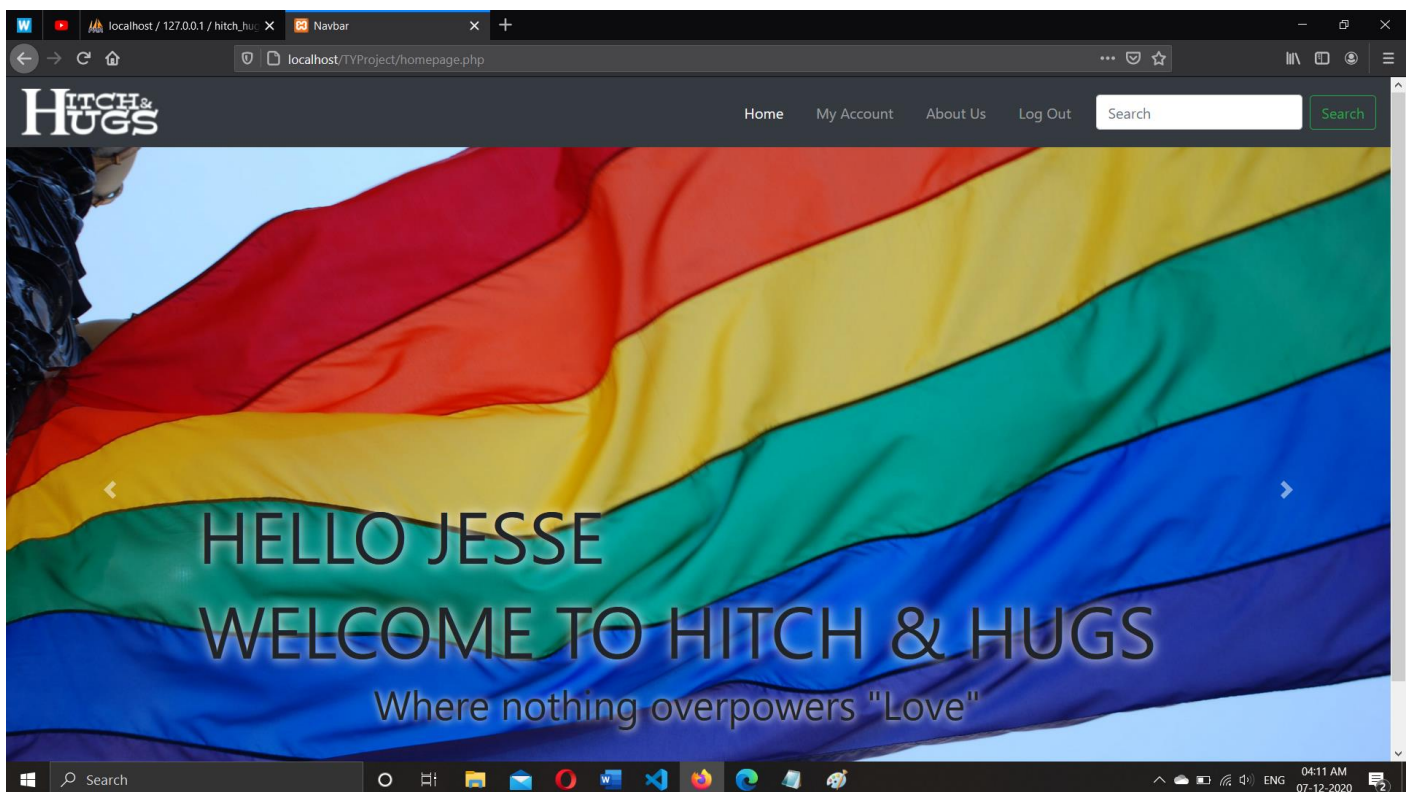 localhost / 127.0.0.1 / hitch_hug
Navbar
localhost/TYProject/homepage.php
HITCH & HUGS
Home My Account About Us Log Out Search Search
HELLO JESSE
WELCOME TO HITCH & HUGS
Where nothing overpowers "Love"
Search
ENG
04:11 AM
07-12-2020
2